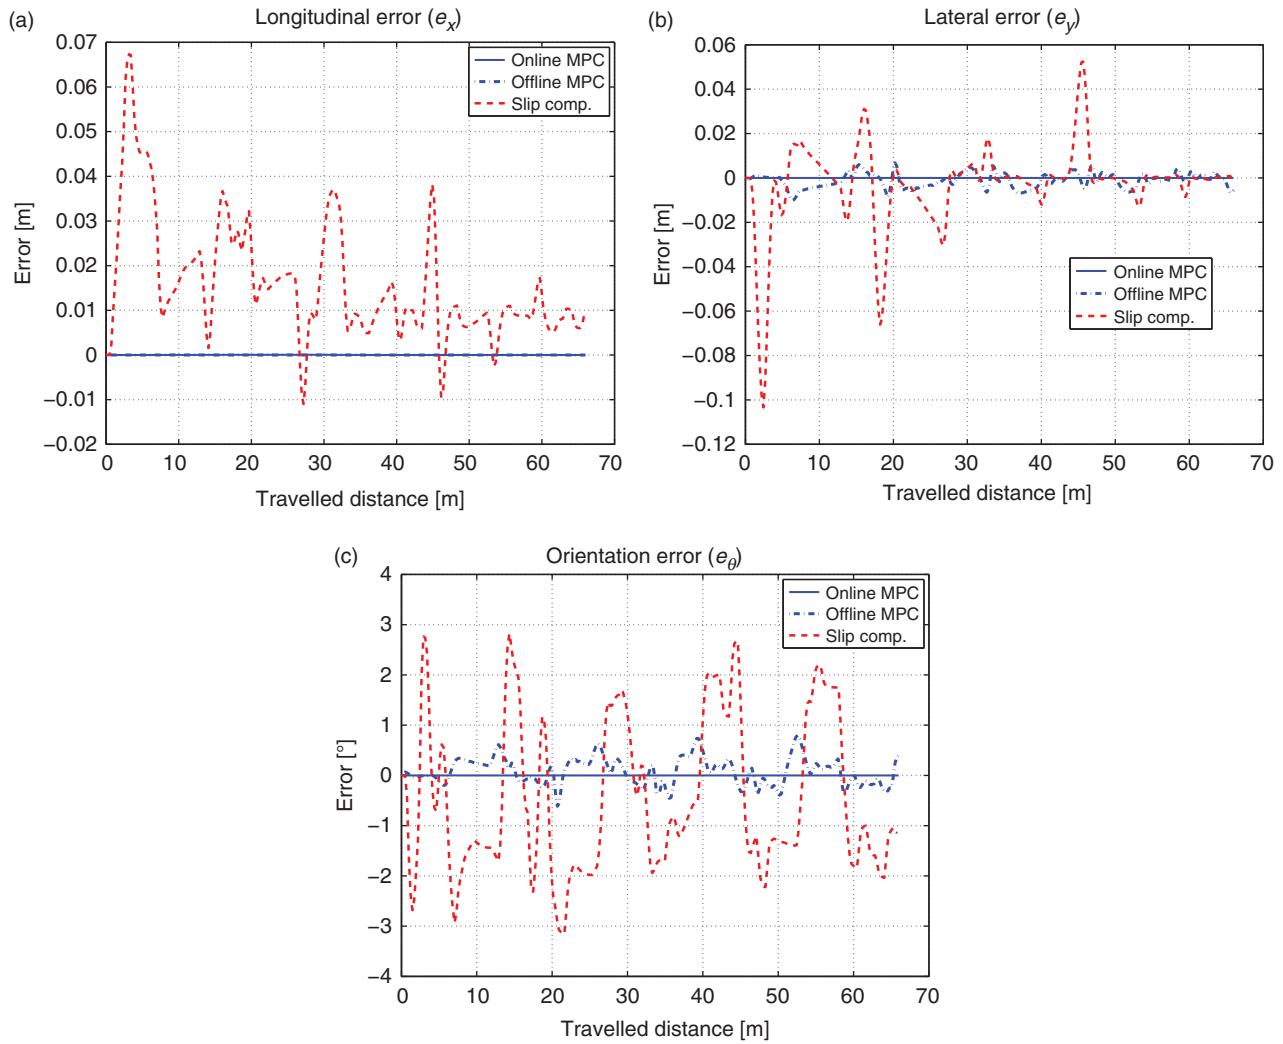 (a)
Longitudinal error (eₓ)
0.07
0.06
0.05
0.04
0.03
0.02
0.01
0
−0.01
−0.02
Error [m]
Online MPC
Offline MPC
Slip comp.
0 10 20 30 40 50 60 70
Travelled distance [m]
(b)
Lateral error (e_y)
0.06
0.04
0.02
0
−0.02
−0.04
−0.06
−0.08
−0.1
−0.12
Error [m]
Online MPC
Offline MPC
Slip comp.
0 10 20 30 40 50 60 70
Travelled distance [m]
(c)
Orientation error (e_θ)
4
3
2
1
0
−1
−2
−3
−4
Error [°]
Online MPC
Offline MPC
Slip comp.
0 10 20 30 40 50 60 70
Travelled distance [m]